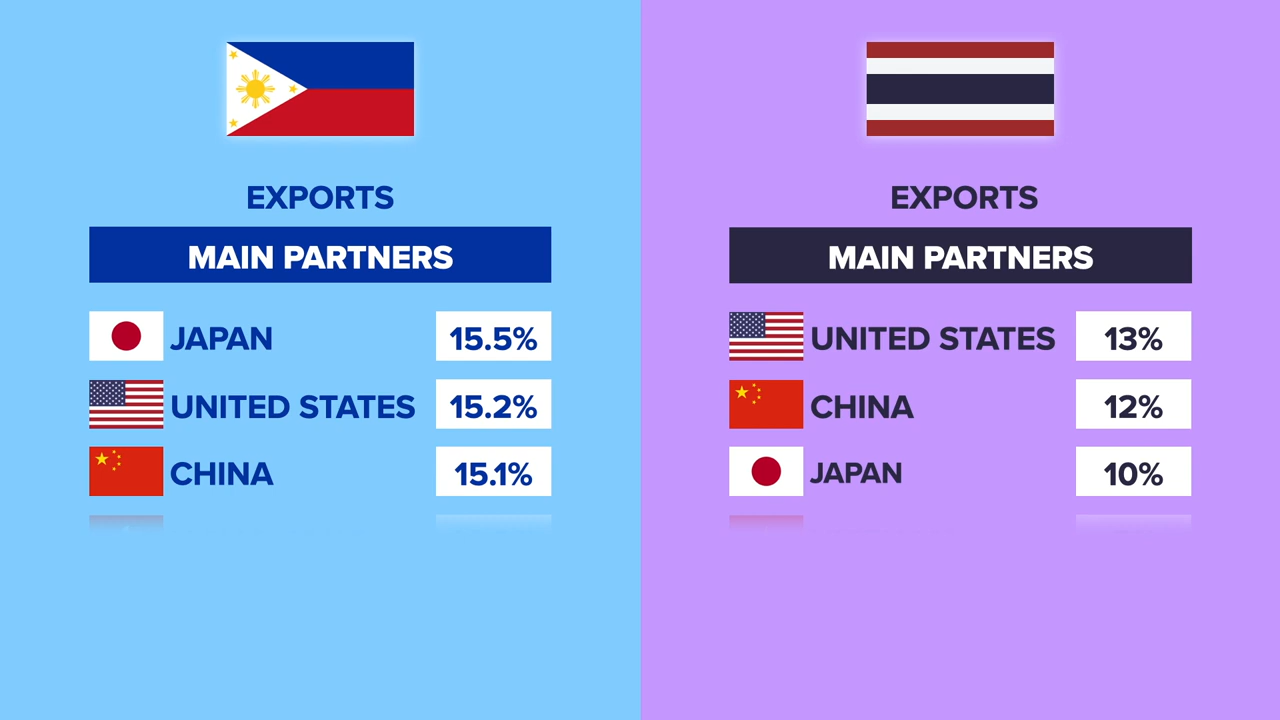 EXPORTS
MAIN PARTNERS
JAPAN 15.5%
UNITED STATES 15.2%
CHINA 15.1%
EXPORTS
MAIN PARTNERS
UNITED STATES 13%
CHINA 12%
JAPAN 10%